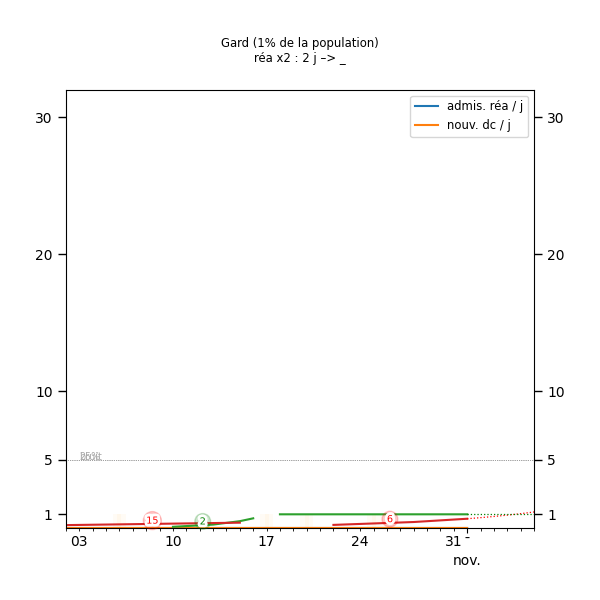 Gard (1% de la population)
réa x2 : 2 j –> _
admis. réa / j
nouv. dc / j
30 30
20 20
10 10
5 5
1 1
15 2 6
03 10 17 24 31 -
nov.